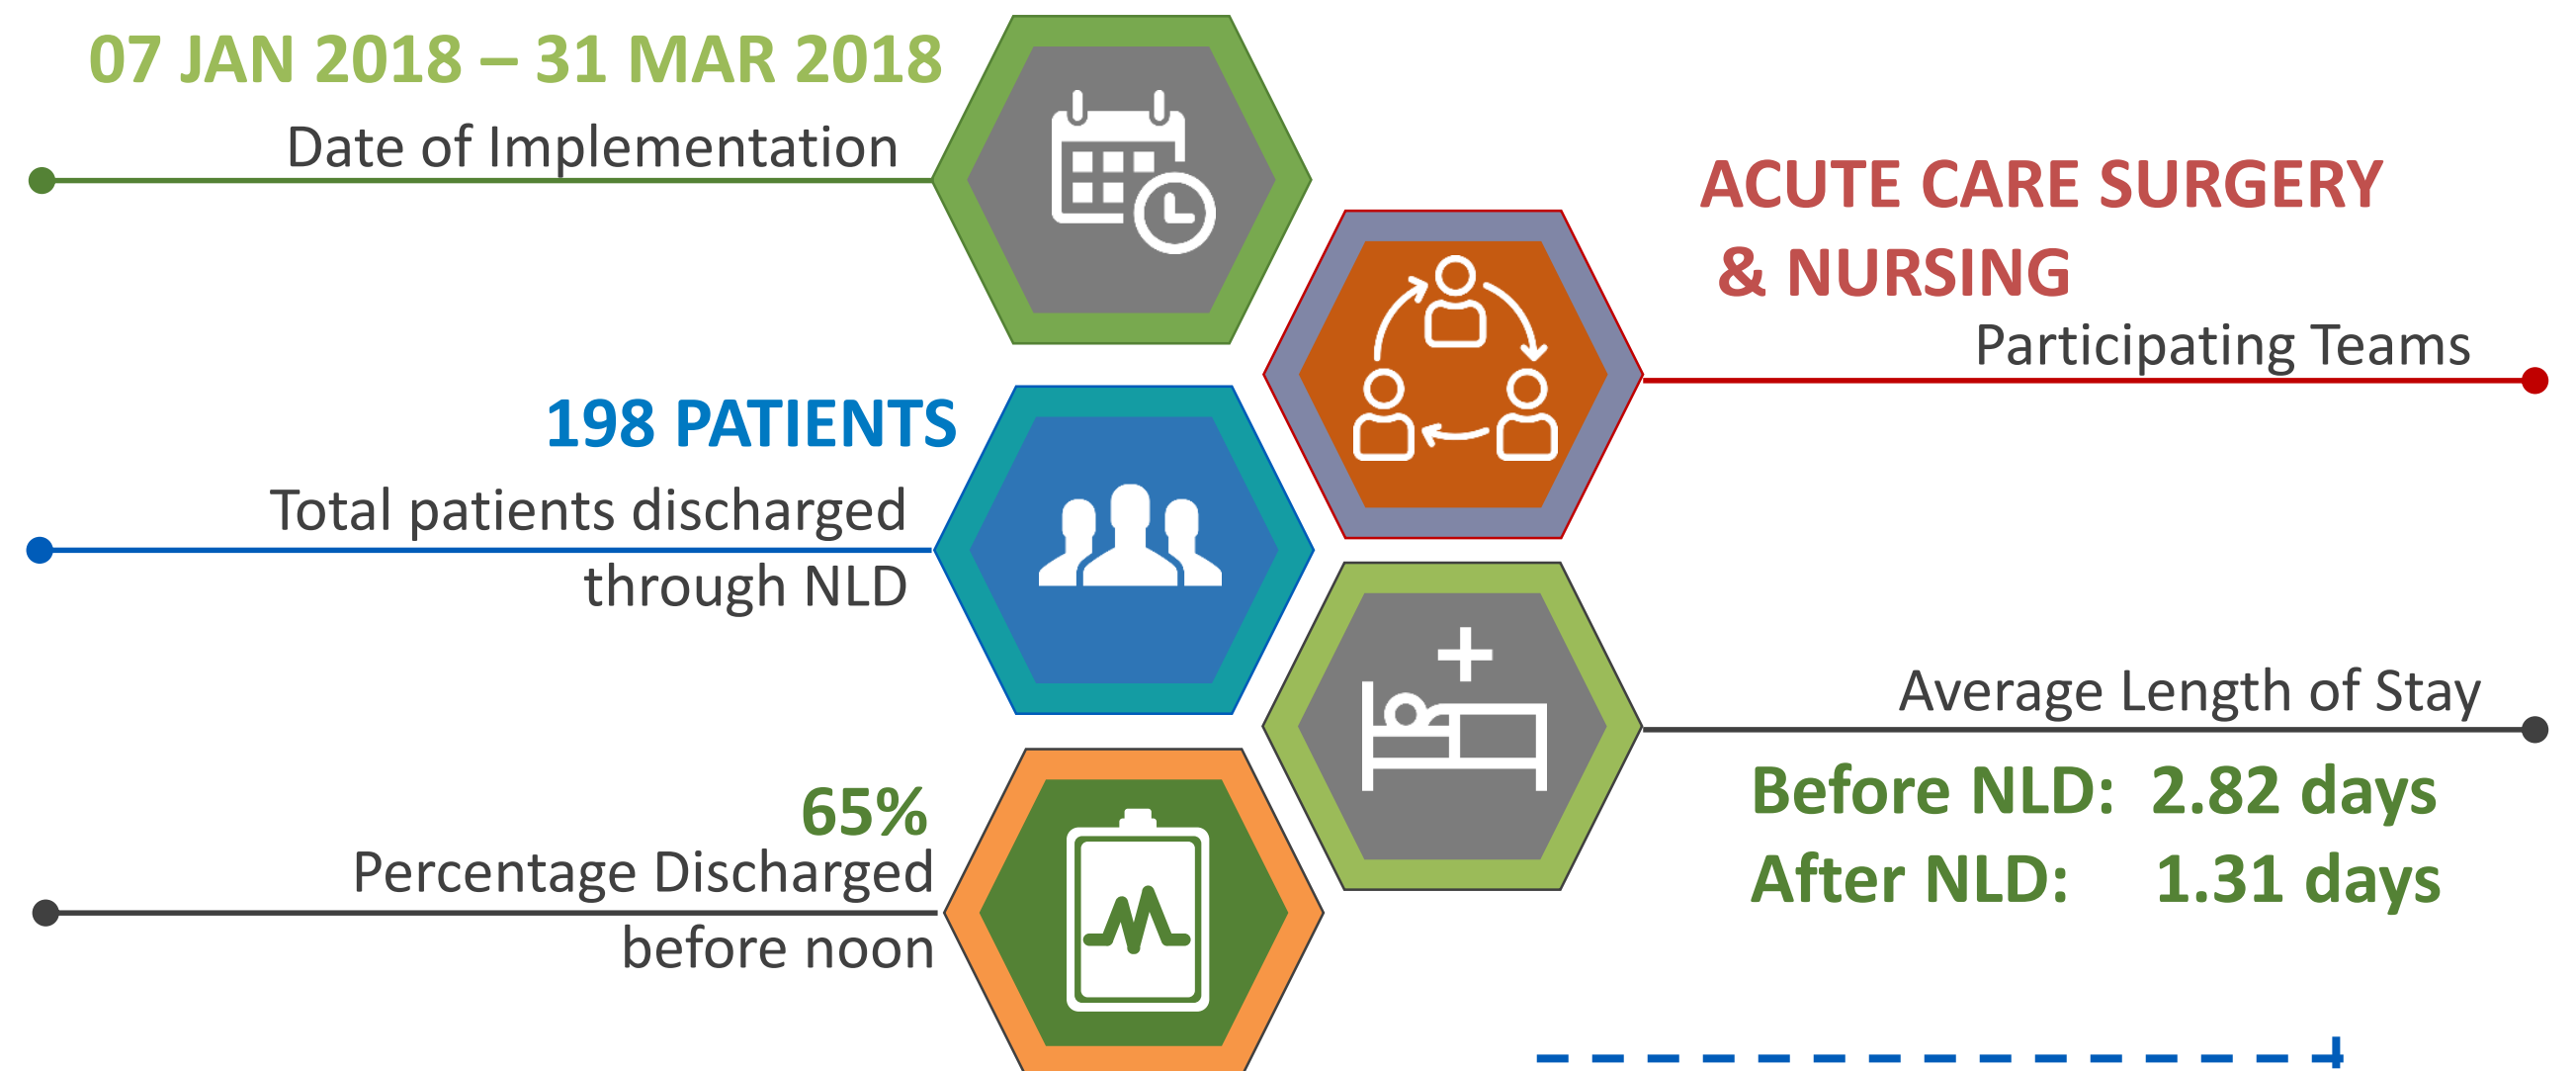 07 JAN 2018 – 31 MAR 2018
Date of Implementation
ACUTE CARE SURGERY
& NURSING
Participating Teams
198 PATIENTS
Total patients discharged
through NLD
Average Length of Stay
Before NLD: 2.82 days
After NLD: 1.31 days
65%
Percentage Discharged
before noon